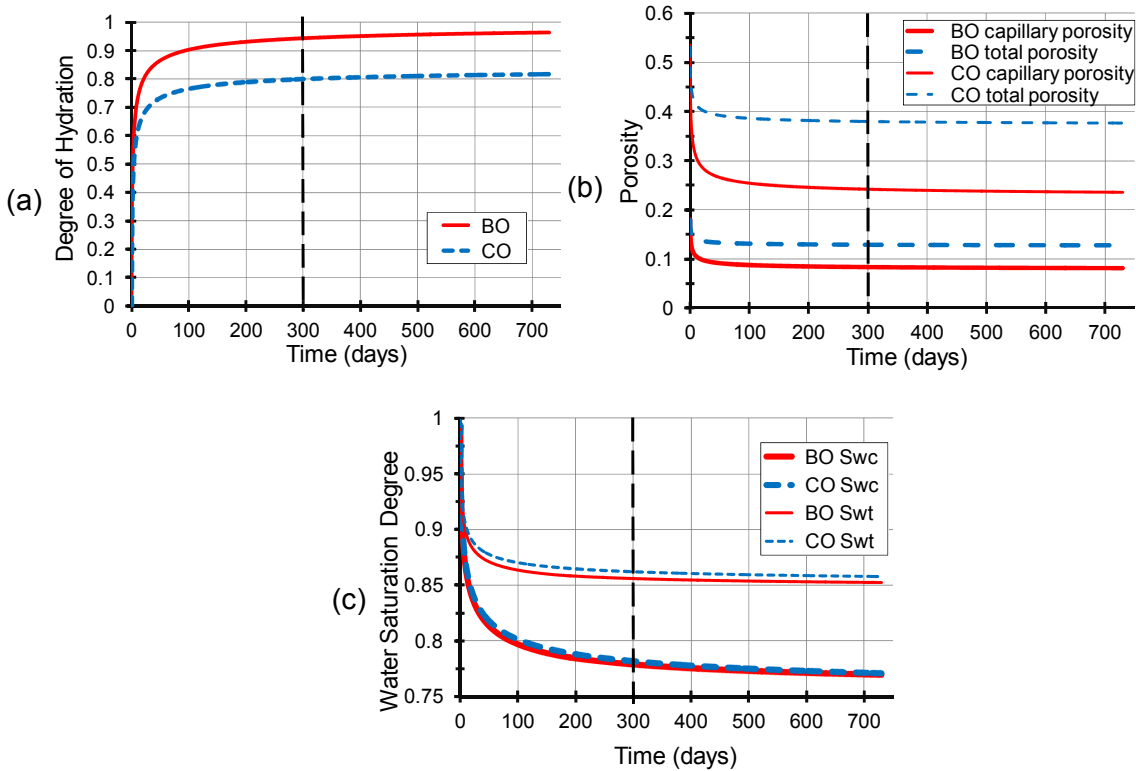 (a)
Degree of Hydration
1
0.9
0.8
0.7
0.6
0.5
0.4
0.3
0.2
0.1
0
BO
CO
0 100 200 300 400 500 600 700
Time (days)
(b)
Porosity
0.6
0.5
0.4
0.3
0.2
0.1
0
BO capillary porosity
BO total porosity
CO capillary porosity
CO total porosity
0 100 200 300 400 500 600 700
Time (days)
(c)
Water Saturation Degree
1
0.95
0.9
0.85
0.8
0.75
BO Swc
CO Swc
BO Swt
CO Swt
0 100 200 300 400 500 600 700
Time (days)